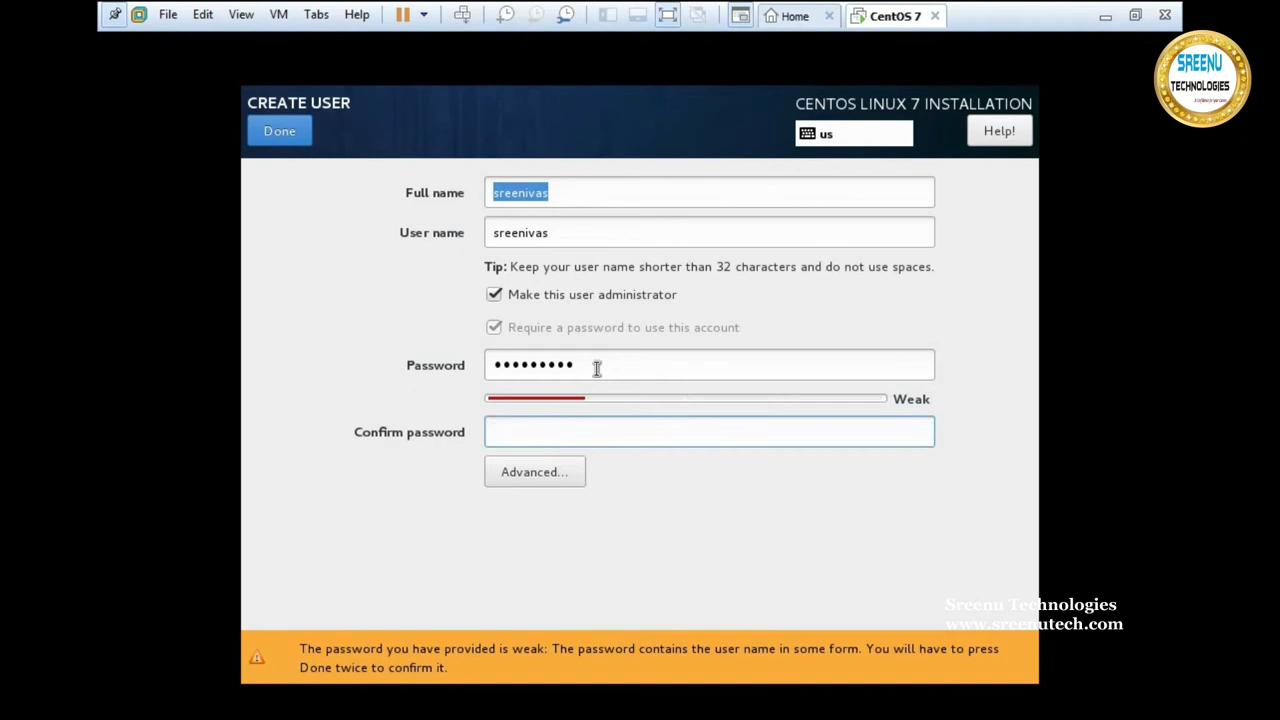 File Edit View VM Tabs Help Home CentOS 7
SREENU
TECHNOLOGIES
CREATE USER
CENTOS LINUX 7 INSTALLATION
Done
us
Help!
Full name sreenivas
User name sreenivas
Tip: Keep your user name shorter than 32 characters and do not use spaces.
Make this user administrator
Require a password to use this account
Password •••••••••
Weak
Confirm password
Advanced...
Sreenu Technologies
www.sreenutech.com
The password you have provided is weak: The password contains the user name in some form. You will have to press
Done twice to confirm it.